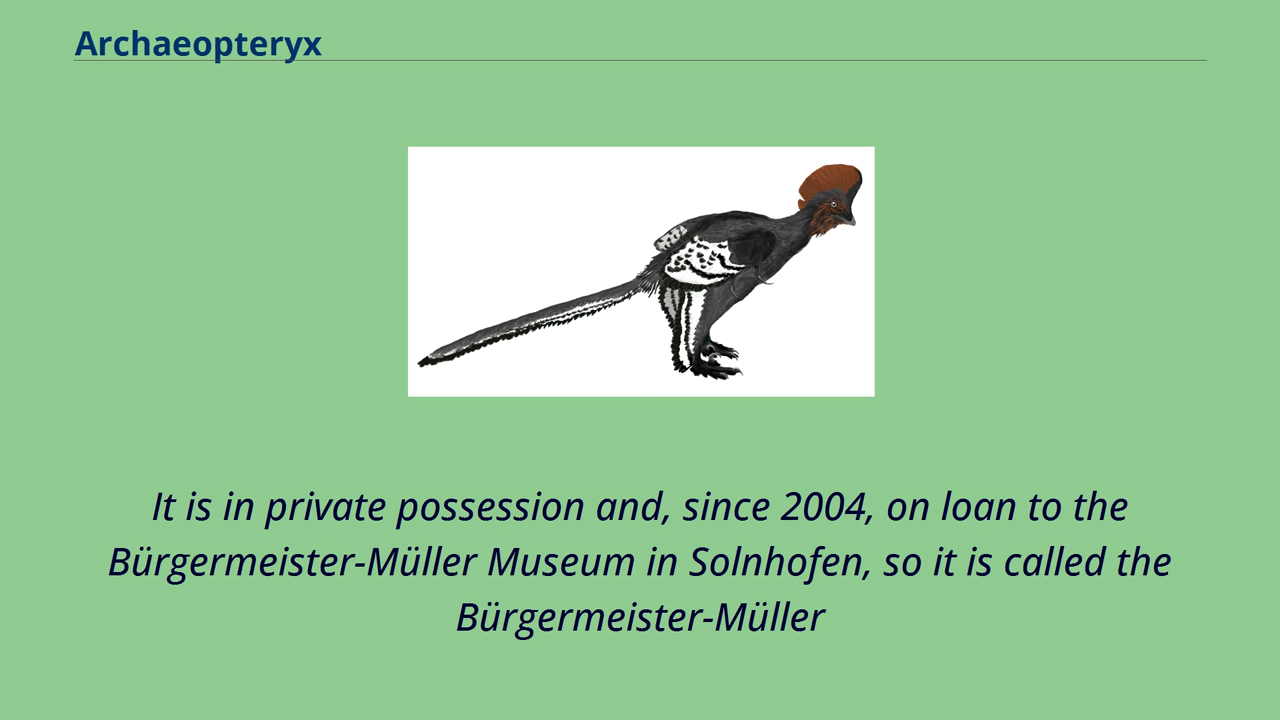 Archaeopteryx
It is in private possession and, since 2004, on loan to the
Bürgermeister-Müller Museum in Solnhofen, so it is called the
Bürgermeister-Müller